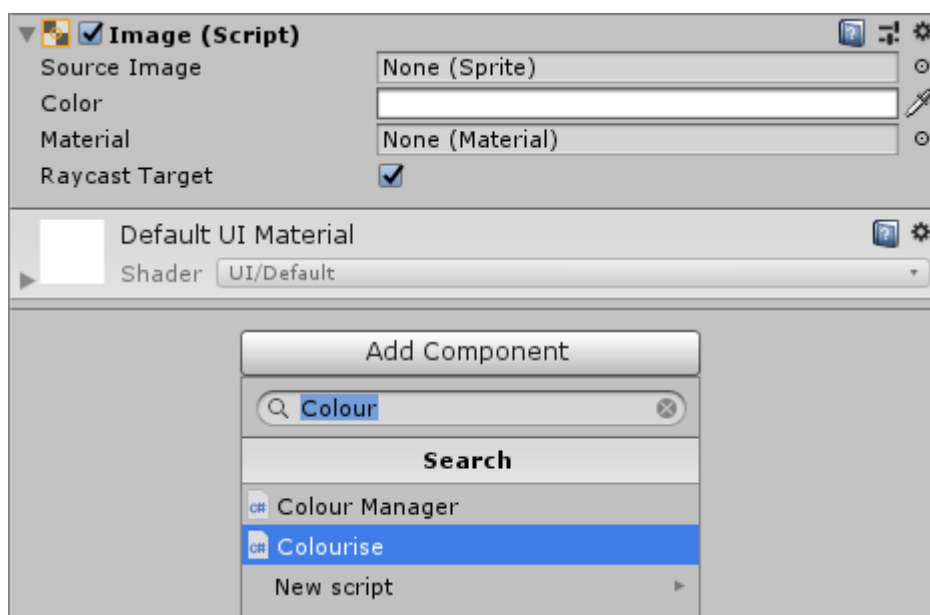 Image (Script)
Source Image None (Sprite)
Color
Material None (Material)
Raycast Target
Default UI Material
Shader UI/Default
Add Component
Colour
Search
c# Colour Manager
c# Colourise
New script